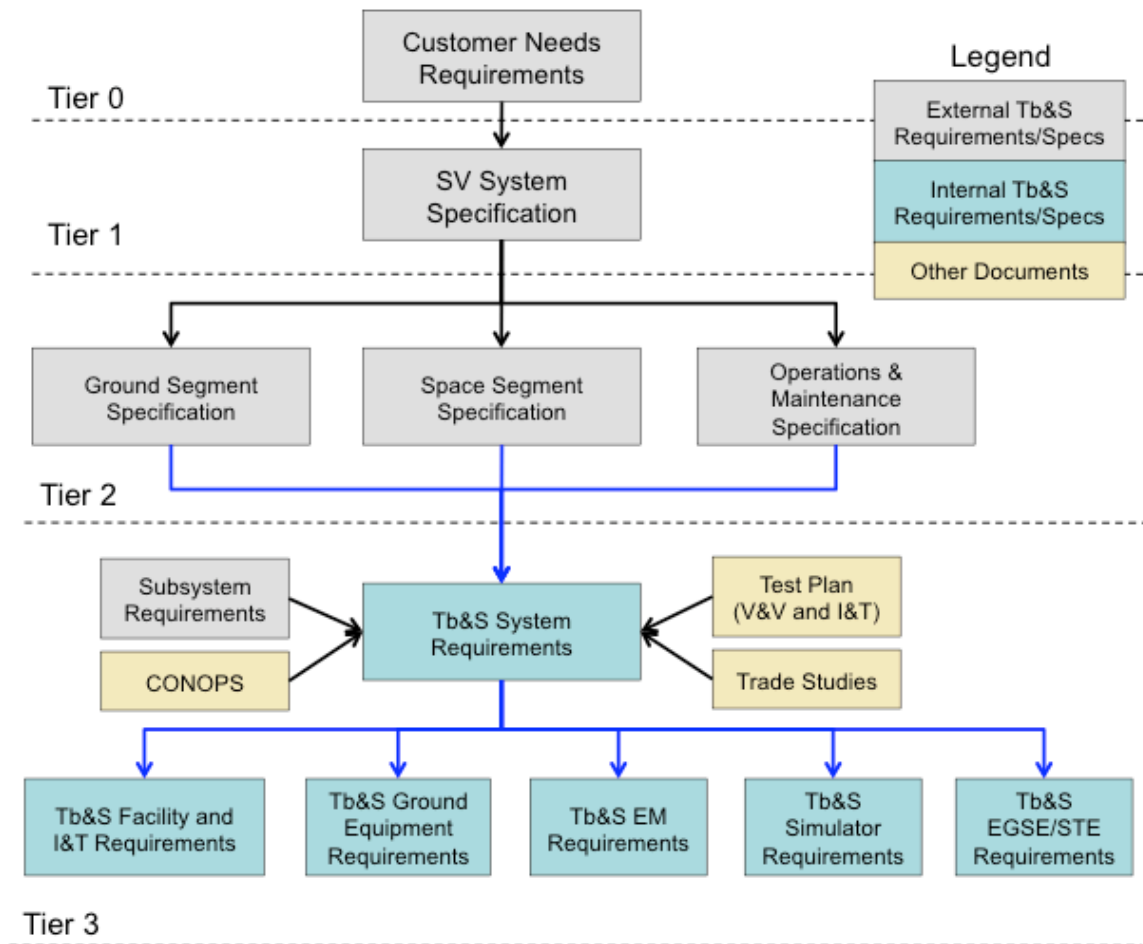 Customer Needs
Requirements
Legend
Tier 0
External Tb&S
Requirements/Specs
SV System
Specification
Internal Tb&S
Requirements/Specs
Tier 1
Other Documents
Ground Segment
Specification
Space Segment
Specification
Operations &
Maintenance
Specification
Tier 2
Subsystem
Requirements
Test Plan
(V&V and I&T)
Tb&S System
Requirements
CONOPS
Trade Studies
Tb&S Facility and
I&T Requirements
Tb&S Ground
Equipment
Requirements
Tb&S EM
Requirements
Tb&S
Simulator
Requirements
Tb&S
EGSE/STE
Requirements
Tier 3